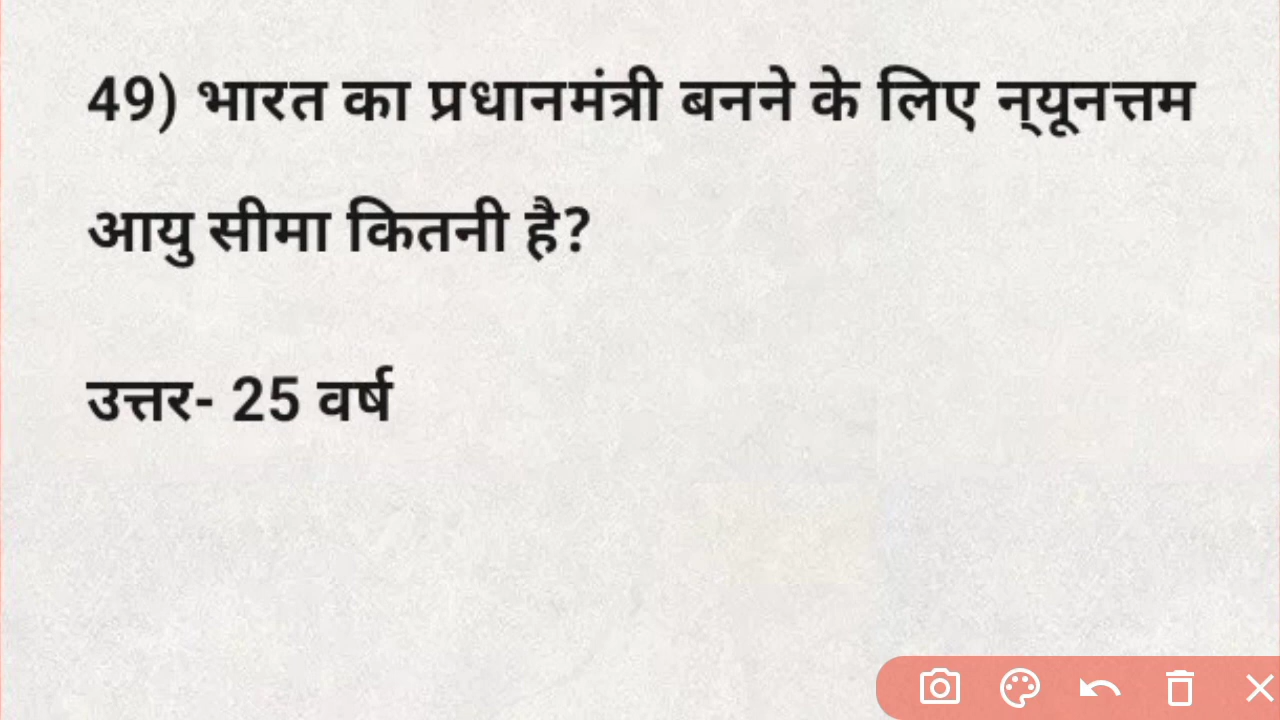 49) भारत का प्रधानमंत्री बनने के लिए न्‌यूनत्तम
आयु सीमा कितनी है?
उत्तर- 25 वर्ष